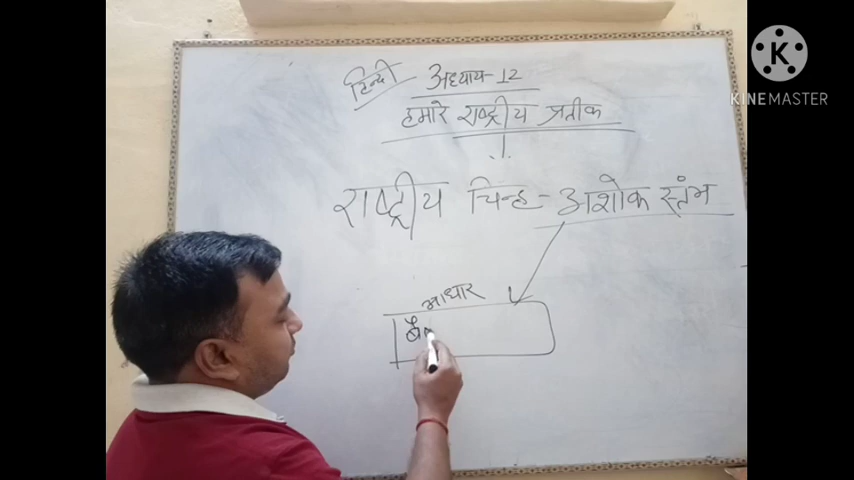 हिन्दी
अध्याय-12
हमारे राष्ट्रीय प्रतीक
राष्ट्रीय चिन्ह - अशोक स्तंभ
आधार
KINEMASTER